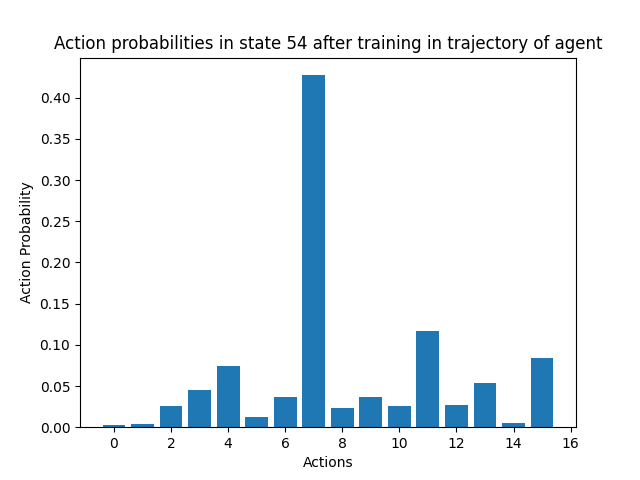 Action probabilities in state 54 after training in trajectory of agent
0.40
0.35
0.30
0.25
0.20
0.15
0.10
0.05
0.00
Action Probability
0 2 4 6 8 10 12 14 16
Actions